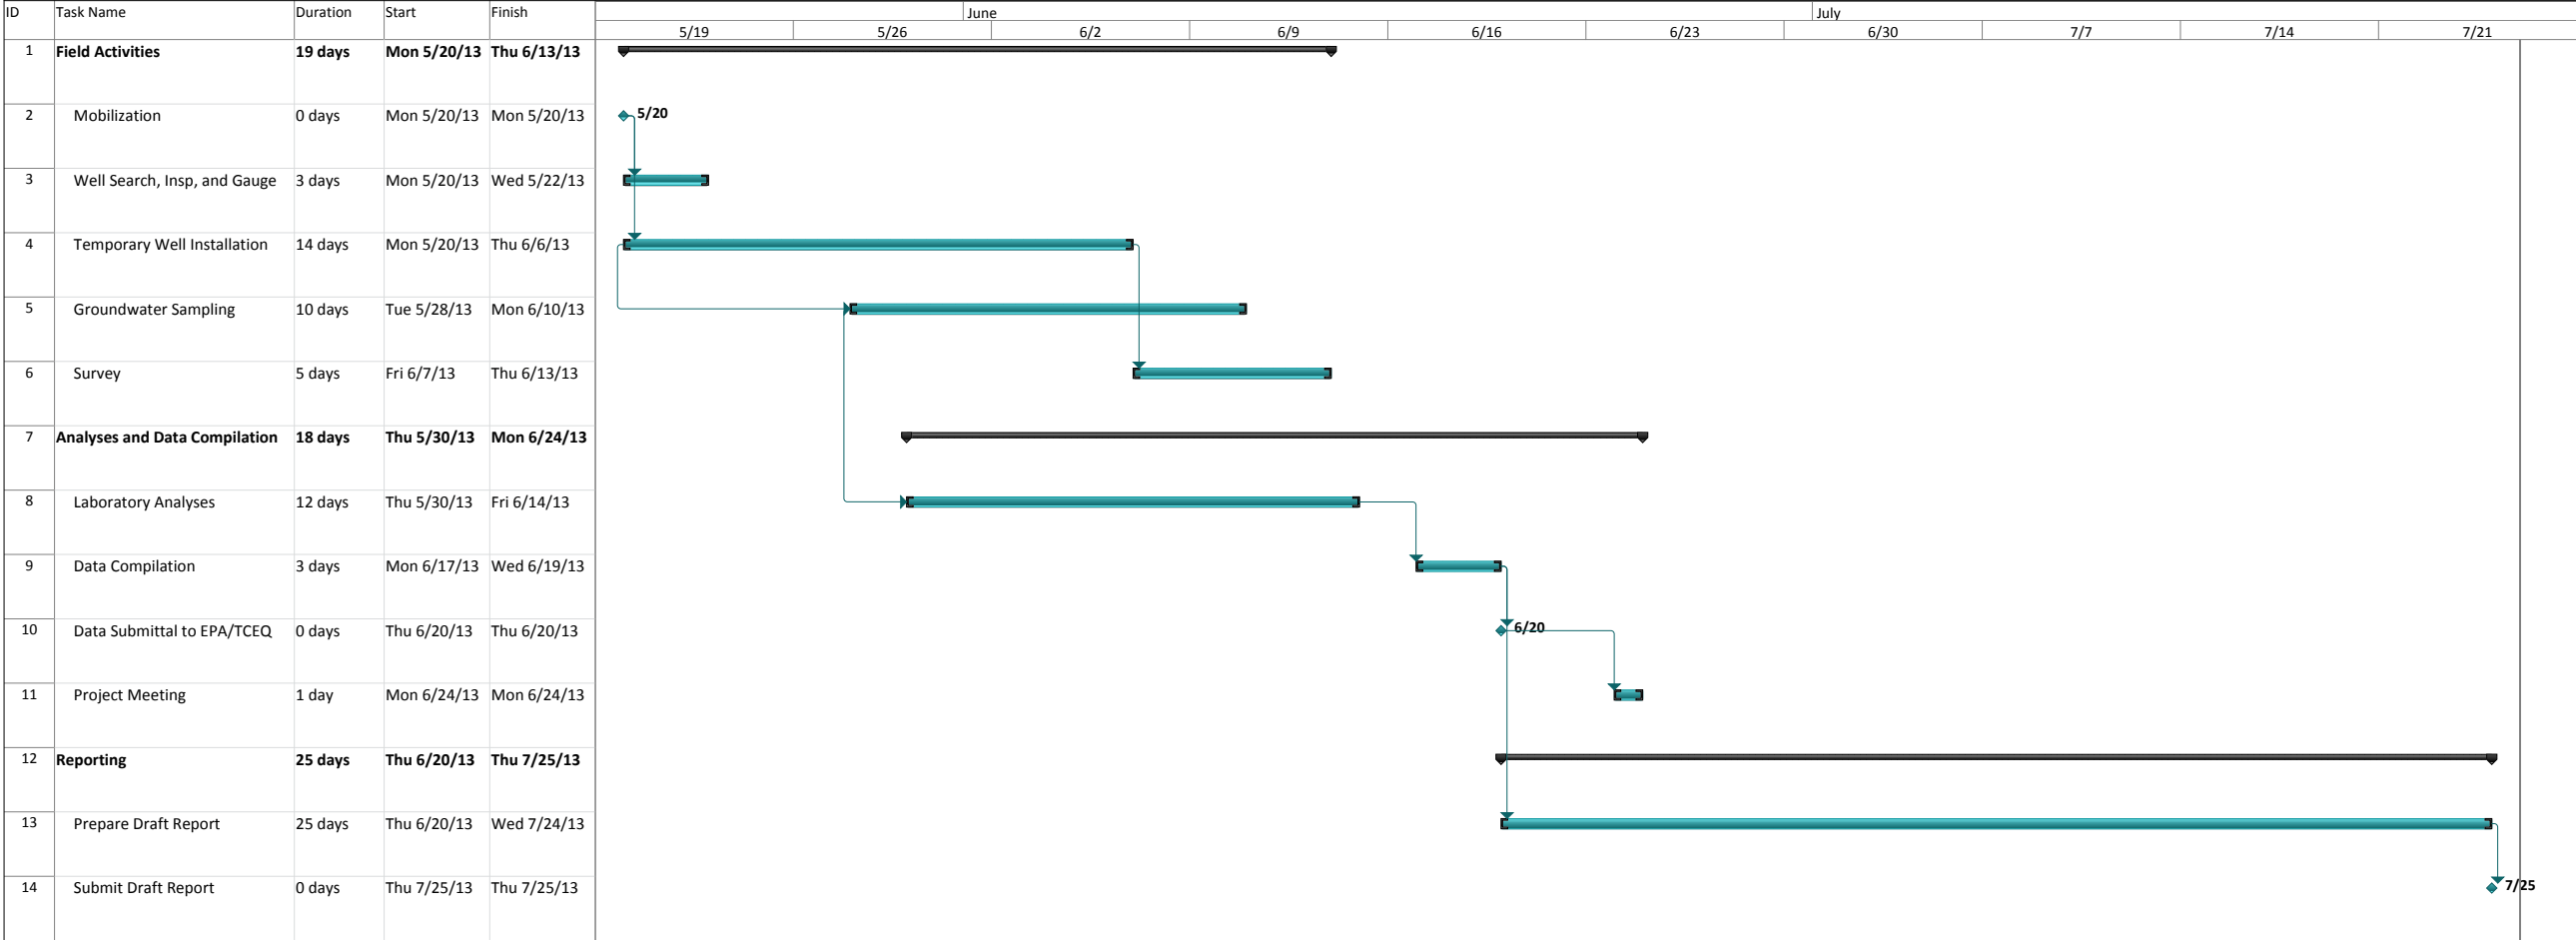 ID Task Name Duration Start Finish June July
5/19 5/26 6/2 6/9 6/16 6/23 6/30 7/7 7/14 7/21
1 Field Activities 19 days Mon 5/20/13 Thu 6/13/13
2 Mobilization 0 days Mon 5/20/13 Mon 5/20/13 5/20
3 Well Search, Insp, and Gauge 3 days Mon 5/20/13 Wed 5/22/13
4 Temporary Well Installation 14 days Mon 5/20/13 Thu 6/6/13
5 Groundwater Sampling 10 days Tue 5/28/13 Mon 6/10/13
6 Survey 5 days Fri 6/7/13 Thu 6/13/13
7 Analyses and Data Compilation 18 days Thu 5/30/13 Mon 6/24/13
8 Laboratory Analyses 12 days Thu 5/30/13 Fri 6/14/13
9 Data Compilation 3 days Mon 6/17/13 Wed 6/19/13
10 Data Submittal to EPA/TCEQ 0 days Thu 6/20/13 Thu 6/20/13 6/20
11 Project Meeting 1 day Mon 6/24/13 Mon 6/24/13
12 Reporting 25 days Thu 6/20/13 Thu 7/25/13
13 Prepare Draft Report 25 days Thu 6/20/13 Wed 7/24/13
14 Submit Draft Report 0 days Thu 7/25/13 Thu 7/25/13 7/25